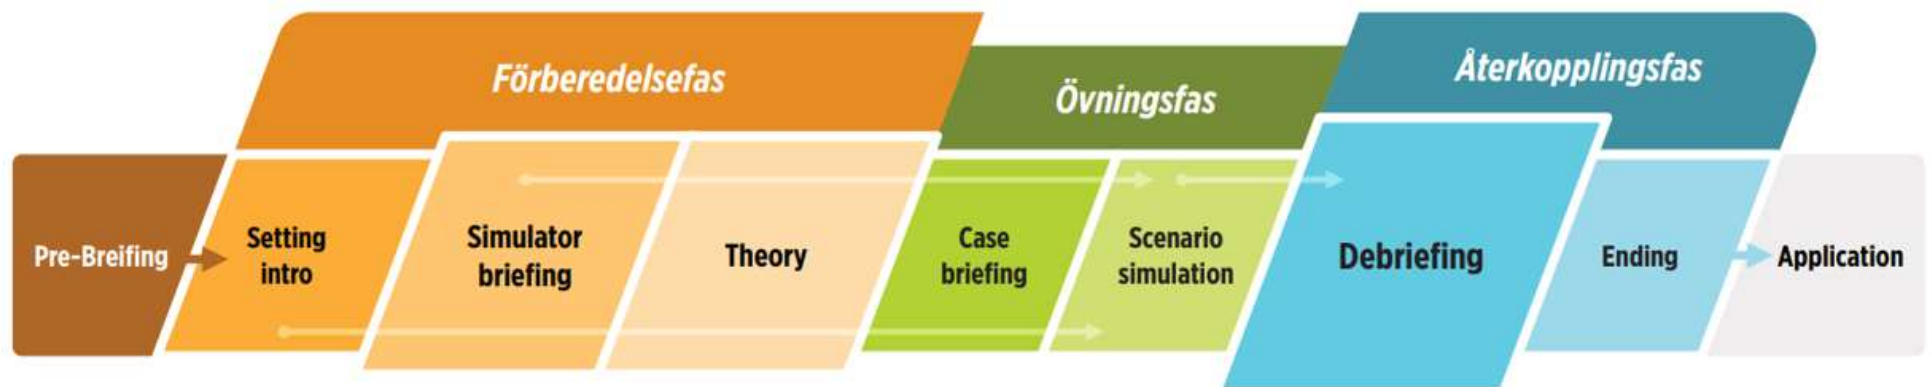 Förberedelsefas
Övningsfas
Återkopplingsfas
Pre-Breifing
Setting
intro
Simulator
briefing
Theory
Case
briefing
Scenario
simulation
Debriefing
Ending
Application